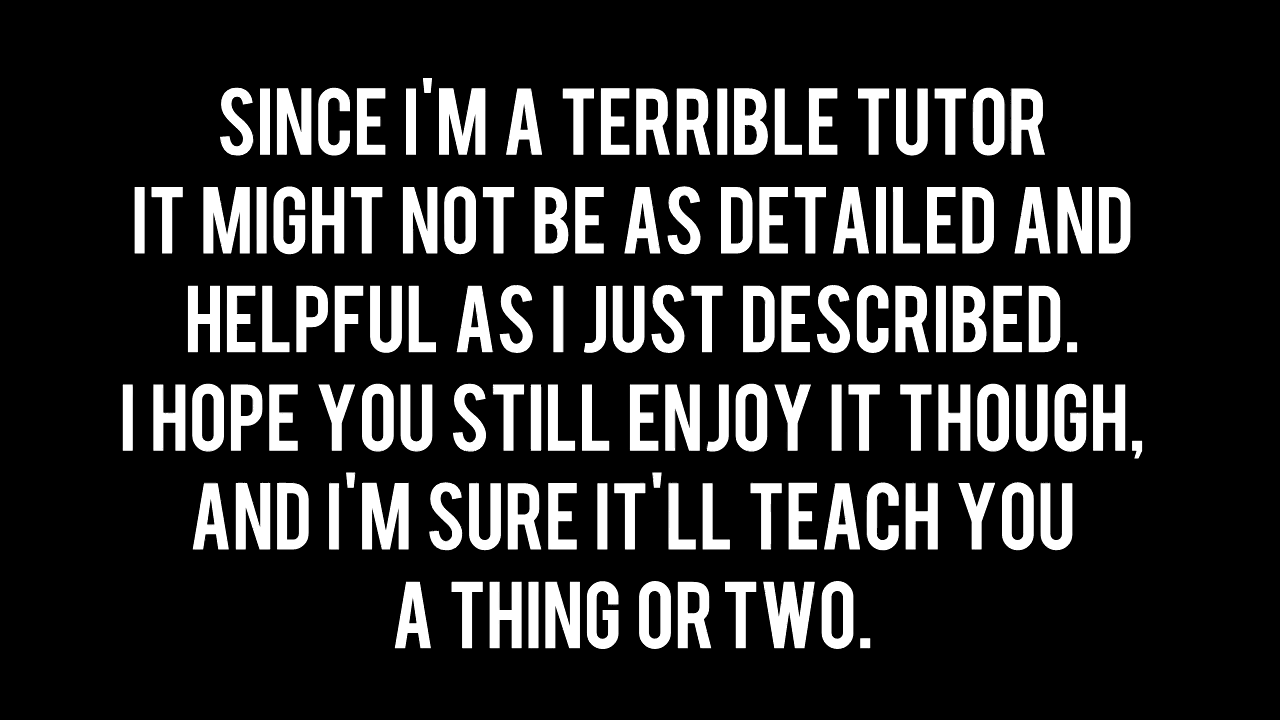 SINCE I'M A TERRIBLE TUTOR
IT MIGHT NOT BE AS DETAILED AND
HELPFUL AS I JUST DESCRIBED.
I HOPE YOU STILL ENJOY IT THOUGH,
AND I'M SURE IT'LL TEACH YOU
A THING OR TWO.